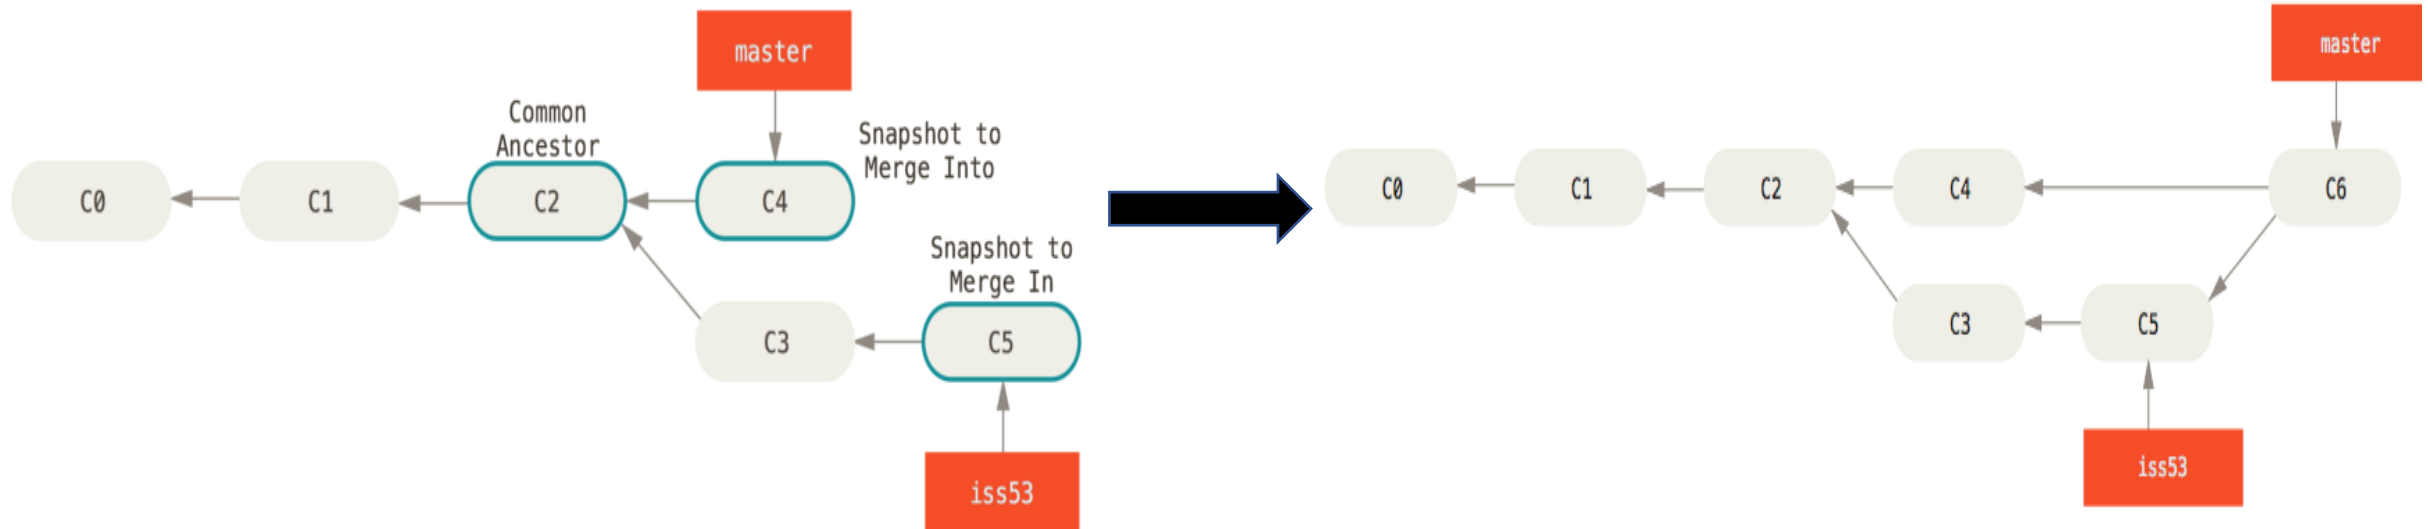 master
Common
Ancestor
Snapshot to
Merge Into
C0
C1
C2
C4
Snapshot to
Merge In
C3
C5
iss53
master
C0
C1
C2
C4
C6
C3
C5
iss53